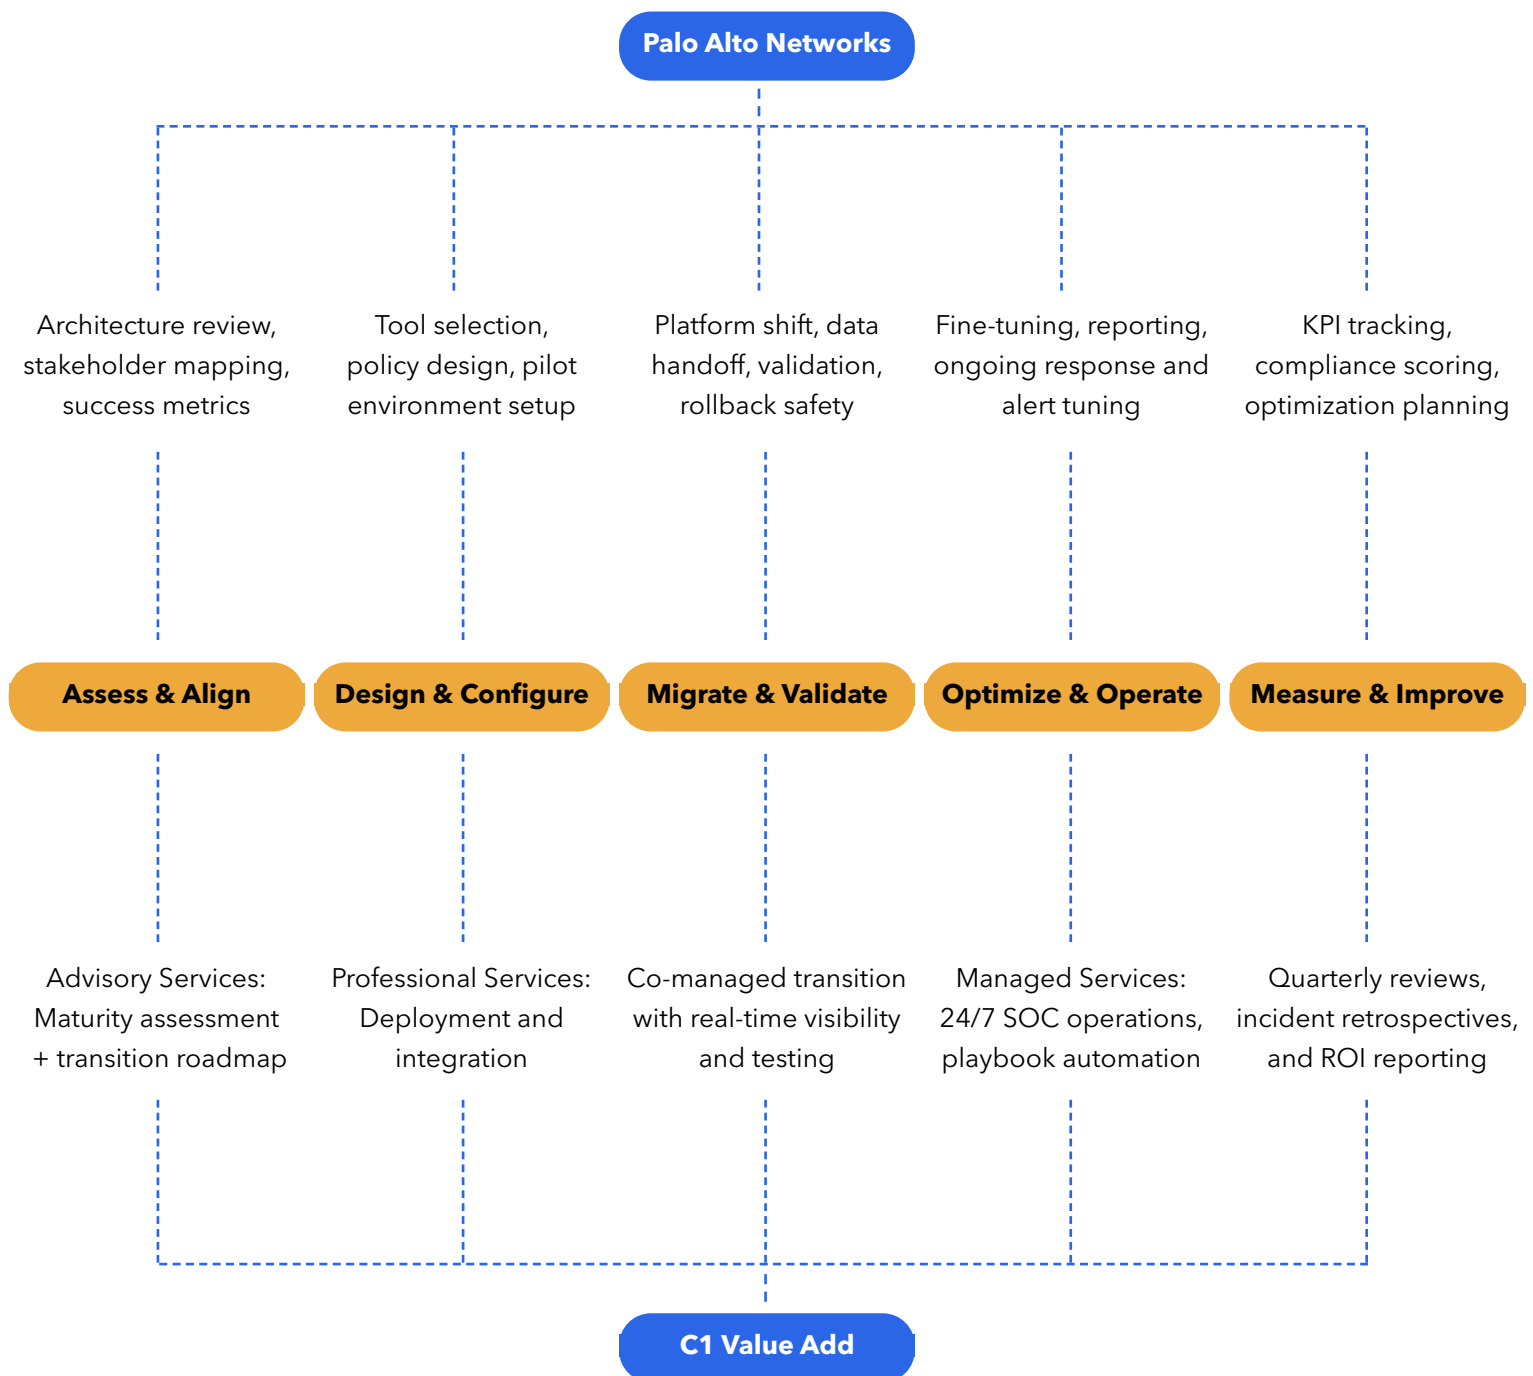 Palo Alto Networks
Architecture review,
stakeholder mapping,
success metrics
Tool selection,
policy design, pilot
environment setup
Platform shift, data
handoff, validation,
rollback safety
Fine-tuning, reporting,
ongoing response and
alert tuning
KPI tracking,
compliance scoring,
optimization planning
Assess & Align
Design & Configure
Migrate & Validate
Optimize & Operate
Measure & Improve
Advisory Services:
Maturity assessment
+ transition roadmap
Professional Services:
Deployment and
integration
Co-managed transition
with real-time visibility
and testing
Managed Services:
24/7 SOC operations,
playbook automation
Quarterly reviews,
incident retrospectives,
and ROI reporting
C1 Value Add